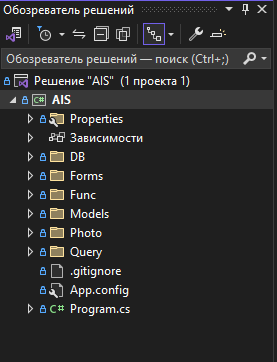 Обозреватель решений
Обозреватель решений — поиск (Ctrl+;)
Решение "AIS" (1 проекта 1)
C# AIS
Properties
Зависимости
DB
Forms
Func
Models
Photo
Query
.gitignore
App.config
C# Program.cs